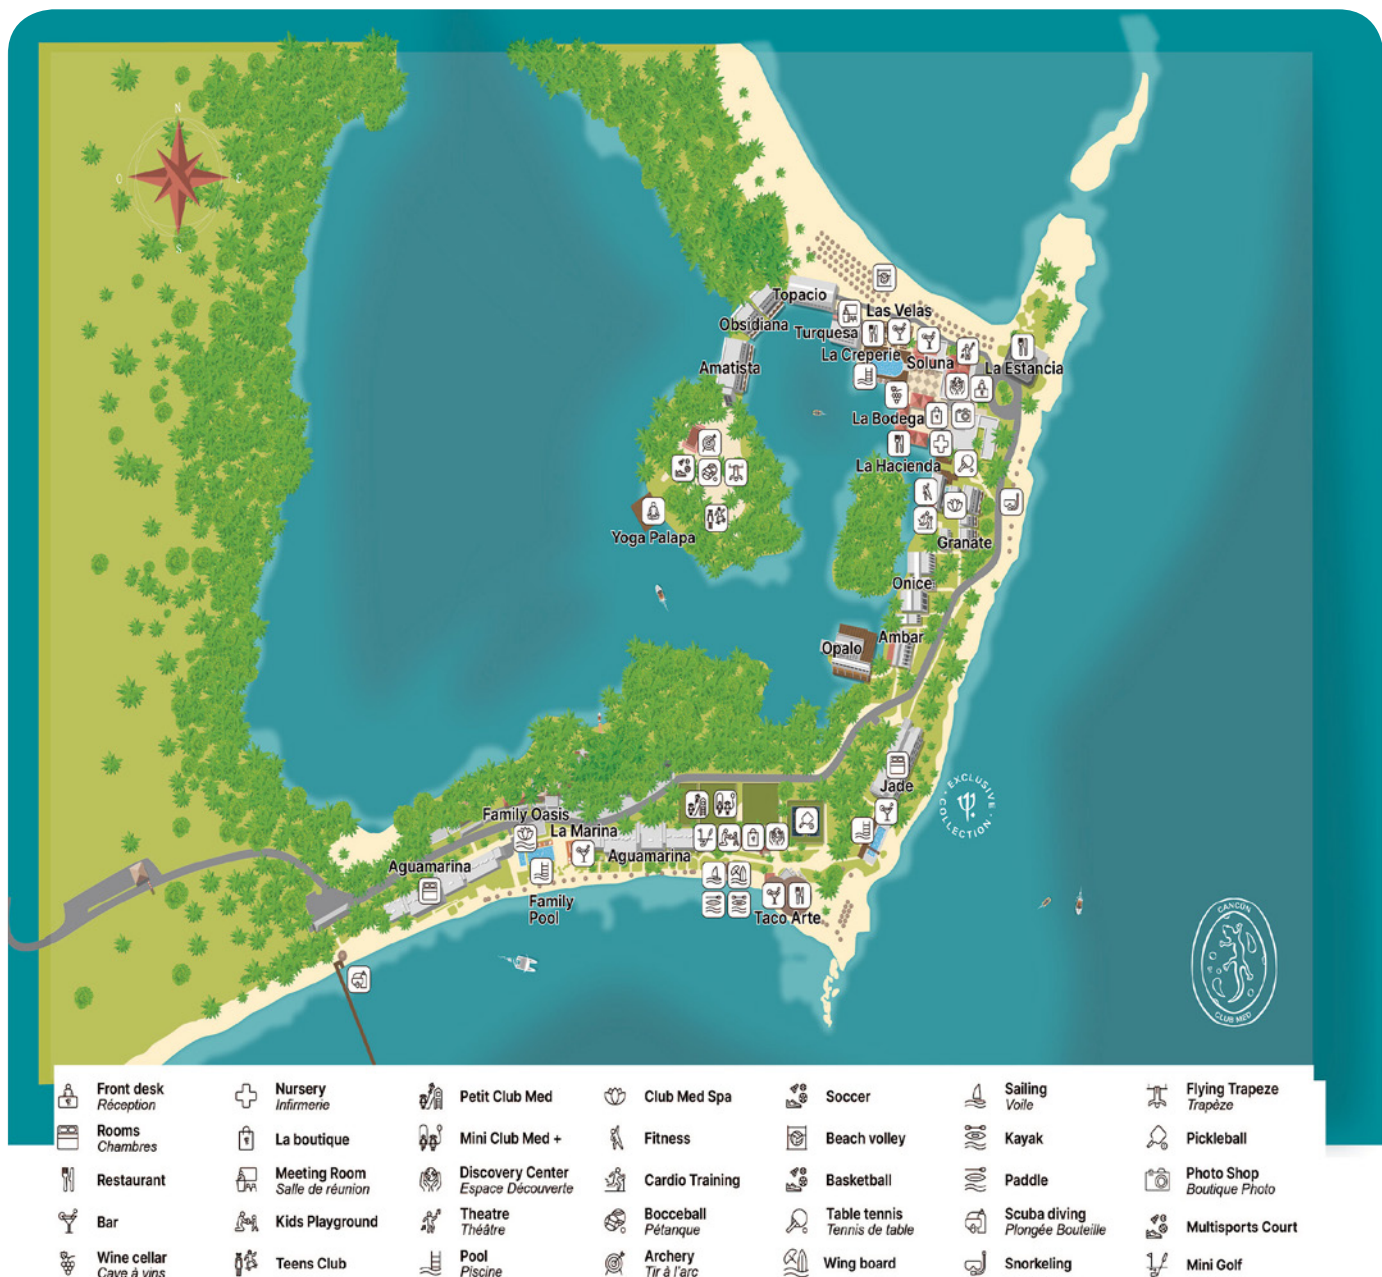 N
O
E
S
Topacio
Obsidiana
Las Velas
Turquesa
La Creperie
Soluna
La Estancia
Amatista
La Bodega
La Hacienda
Yoga Palapa
Granate
Onice
Ambar
Opalo
Jade
EXCLUSIVE
COLLECTION
Family Oasis
La Marina
Aguamarina
Aguamarina
Family
Pool
Taco Arte
CANCÚN
CLUB MED
Front desk
Réception
Rooms
Chambres
Restaurant
Bar
Wine cellar
Cave à vins
Nursery
Infirmerie
La boutique
Meeting Room
Salle de réunion
Kids Playground
Teens Club
Petit Club Med
Mini Club Med +
Discovery Center
Espace Découverte
Theatre
Théâtre
Pool
Piscine
Club Med Spa
Fitness
Cardio Training
Bocceball
Pétanque
Archery
Tir à l'arc
Soccer
Beach volley
Basketball
Table tennis
Tennis de table
Wing board
Sailing
Voile
Kayak
Paddle
Scuba diving
Plongée Bouteille
Snorkeling
Flying Trapeze
Trapèze
Pickleball
Photo Shop
Boutique Photo
Multisports Court
Mini Golf